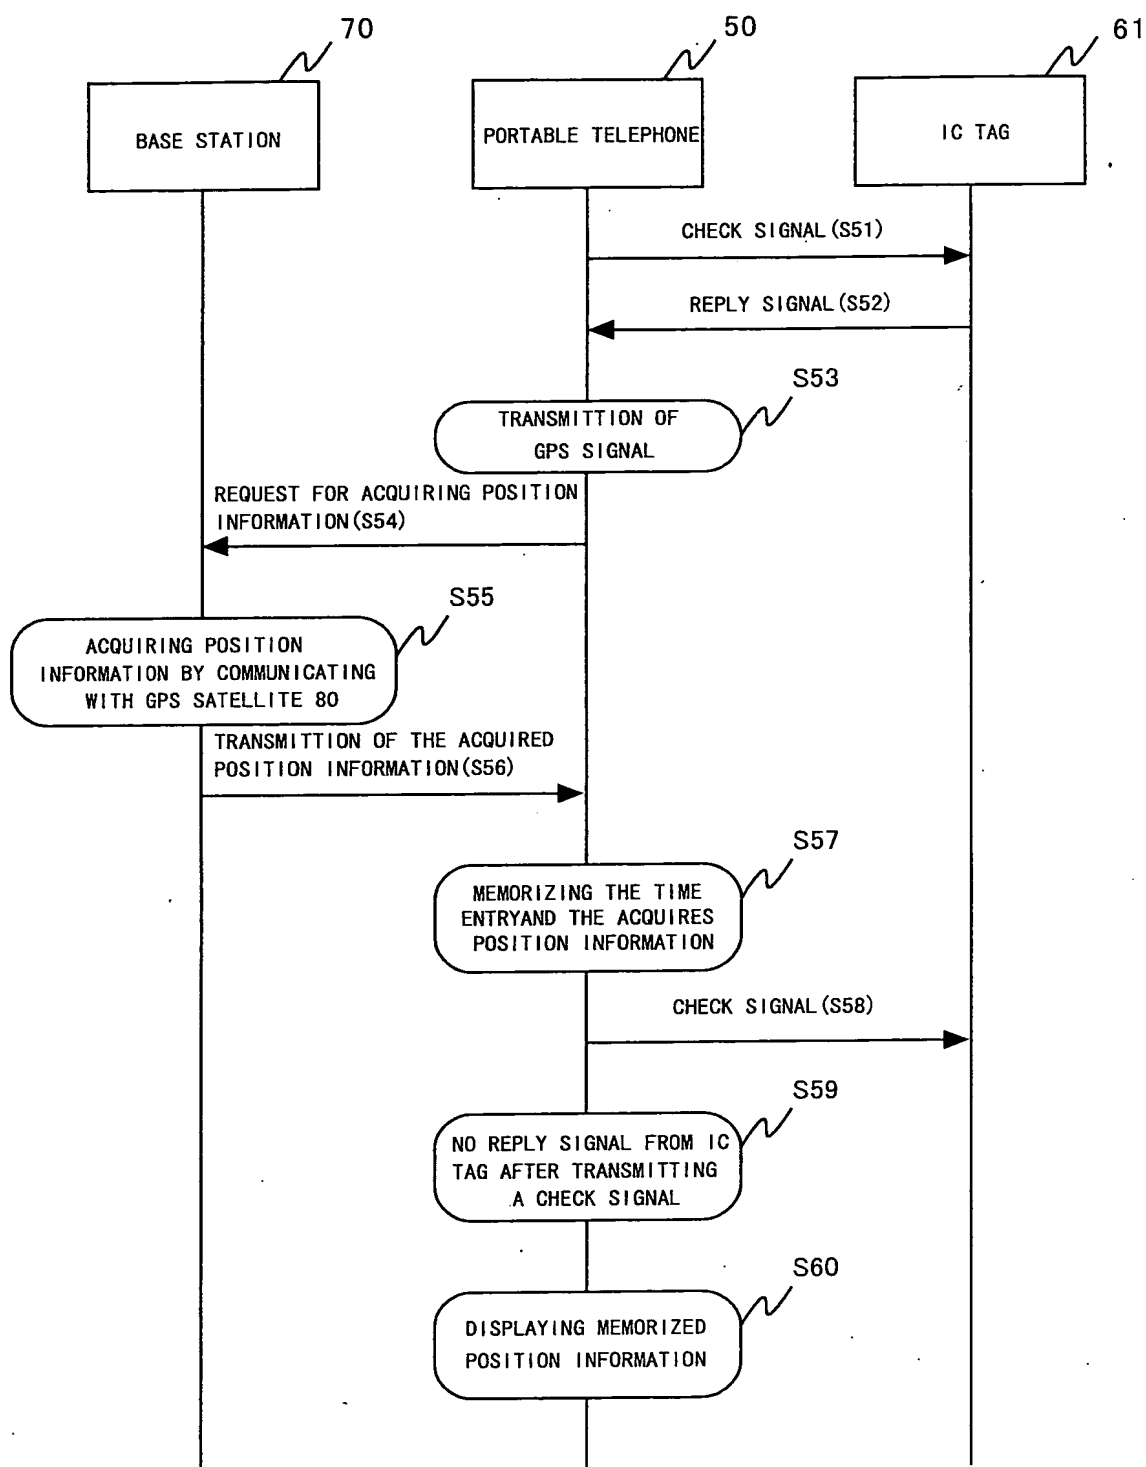 70
50
61
BASE STATION
PORTABLE TELEPHONE
IC TAG
CHECK SIGNAL(S51)
REPLY SIGNAL(S52)
S53
TRANSMITTION OF
GPS SIGNAL
REQUEST FOR ACQUIRING POSITION
INFORMATION(S54)
S55
ACQUIRING POSITION
INFORMATION BY COMMUNICATING
WITH GPS SATELLITE 80
TRANSMITTION OF THE ACQUIRED
POSITION INFORMATION(S56)
S57
MEMORIZING THE TIME
ENTRYAND THE ACQUIRES
POSITION INFORMATION
CHECK SIGNAL(S58)
S59
NO REPLY SIGNAL FROM IC
TAG AFTER TRANSMITTING
A CHECK SIGNAL
S60
DISPLAYING MEMORIZED
POSITION INFORMATION